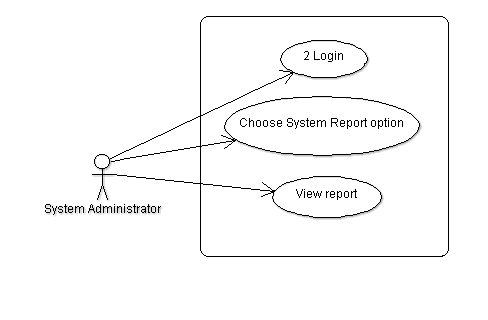 2 Login
Choose System Report option
View report
System Administrator